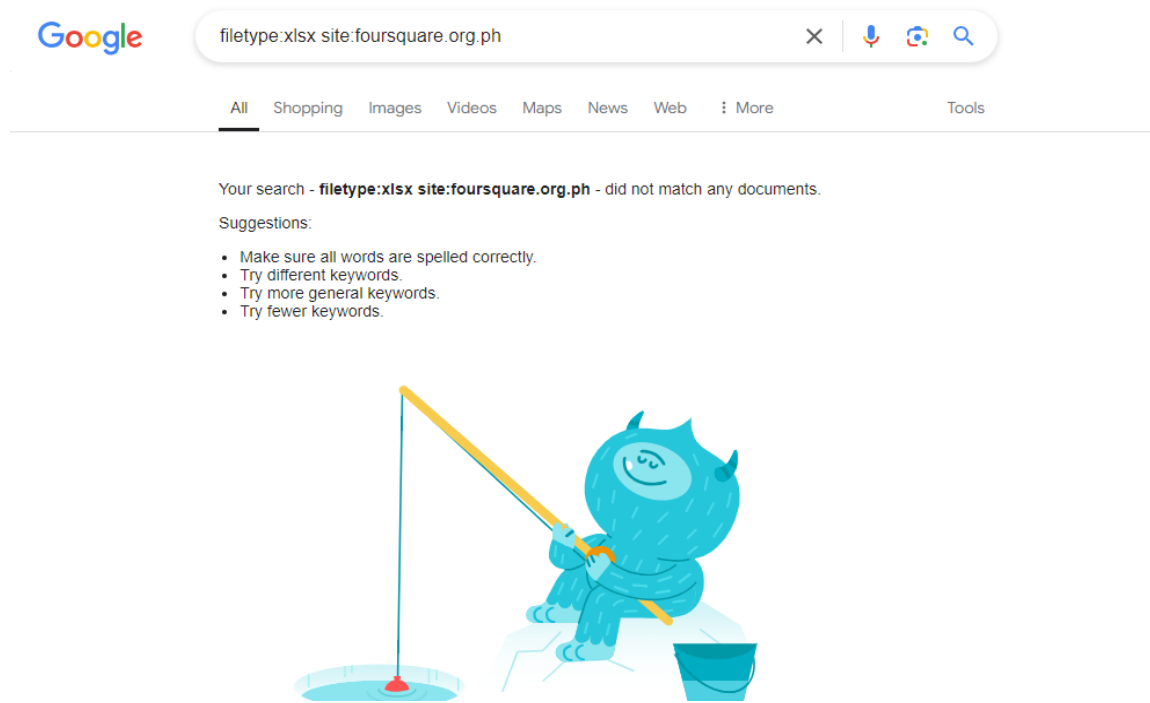 Google
filetype:xlsx site:foursquare.org.ph
All Shopping Images Videos Maps News Web More Tools
Your search - filetype:xlsx site:foursquare.org.ph - did not match any documents.
Suggestions:
• Make sure all words are spelled correctly.
• Try different keywords.
• Try more general keywords.
• Try fewer keywords.